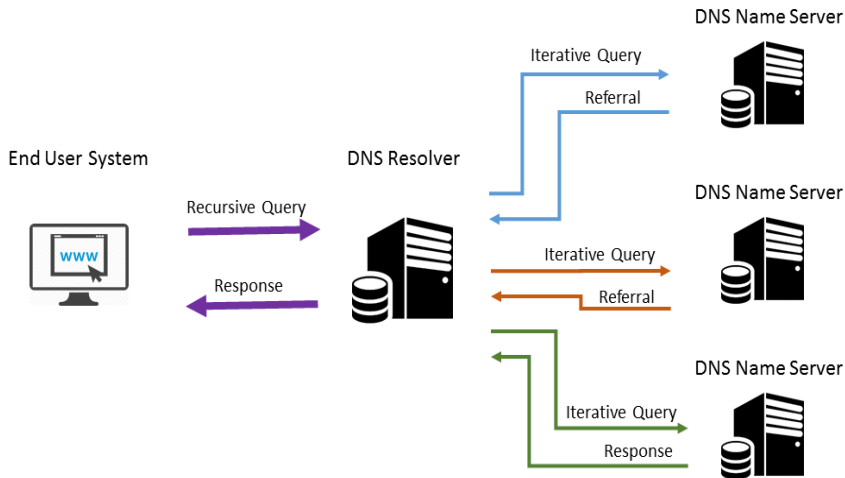 DNS Name Server
Iterative Query
Referral
End User System
DNS Resolver
DNS Name Server
Recursive Query
www
Iterative Query
Response
Referral
DNS Name Server
Iterative Query
Response